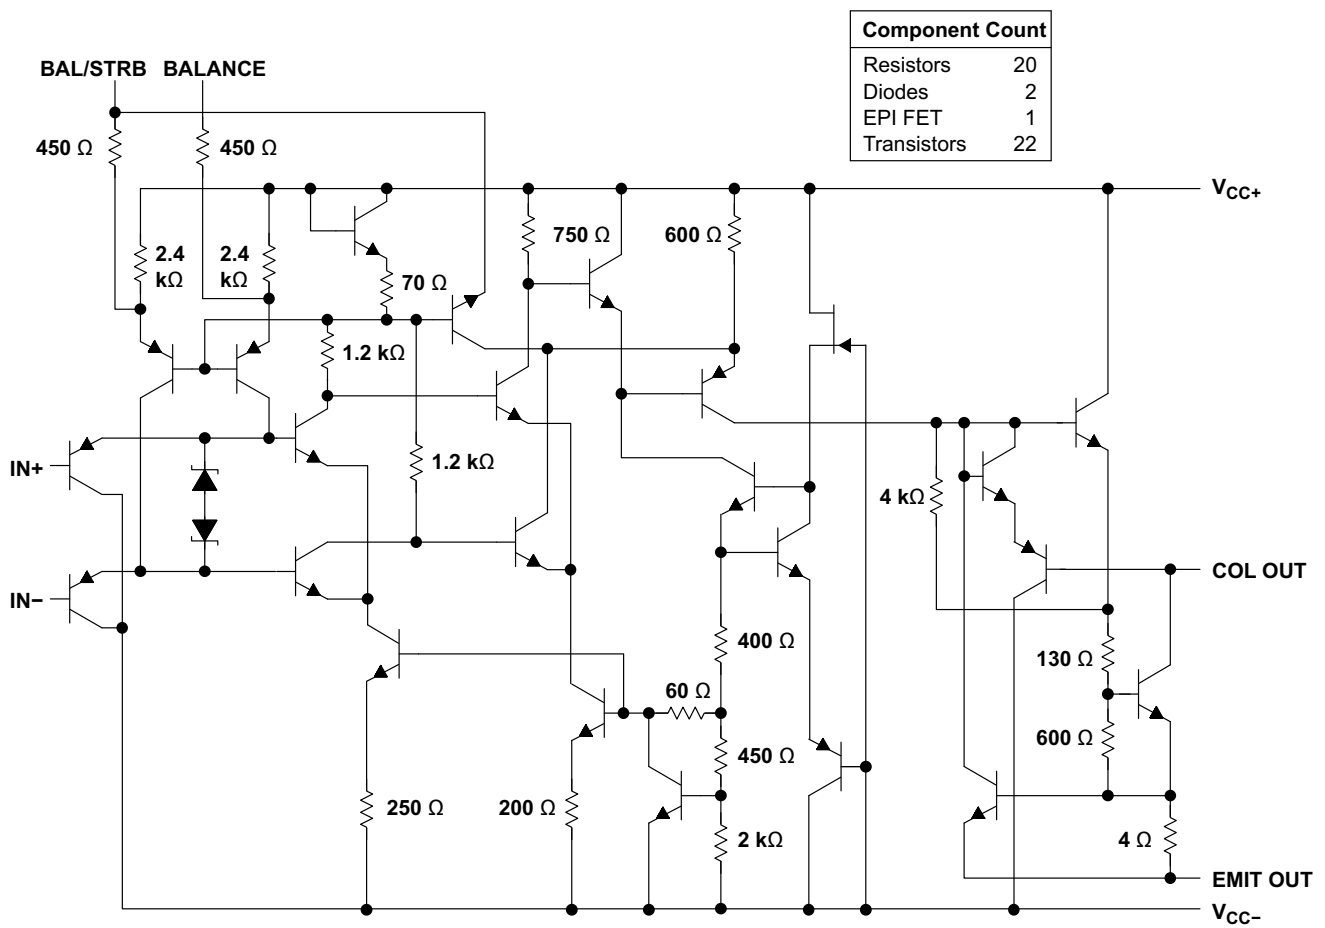 Component Count
Resistors 20
Diodes 2
EPI FET 1
Transistors 22
BAL/STRB BALANCE
450 Ω 450 Ω
VCC+
2.4 kΩ
2.4 kΩ
70 Ω
750 Ω
600 Ω
1.2 kΩ
IN+
1.2 kΩ
4 kΩ
COL OUT
IN−
400 Ω
130 Ω
60 Ω
450 Ω
600 Ω
250 Ω
200 Ω
2 kΩ
4 Ω
EMIT OUT
VCC−